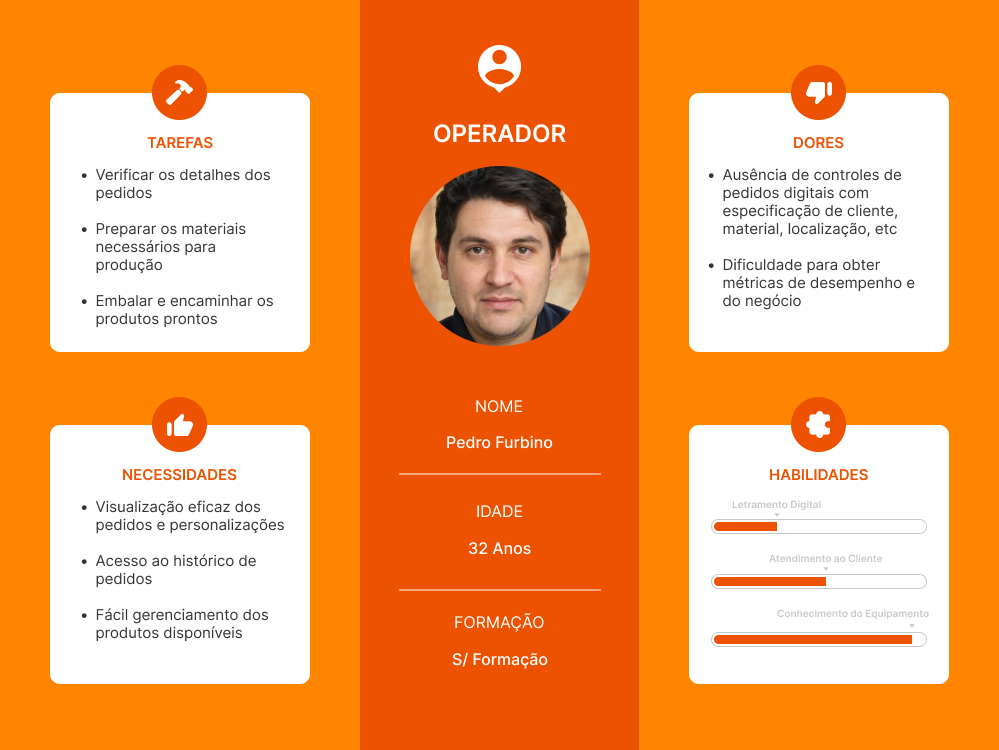 OPERADOR
NOME
Pedro Furbino
IDADE
32 Anos
FORMAÇÃO
S/ Formação
TAREFAS
• Verificar os detalhes dos
pedidos
• Preparar os materiais
necessários para
produção
• Embalar e encaminhar os
produtos prontos
NECESSIDADES
• Visualização eficaz dos
pedidos e personalizações
• Acesso ao histórico de
pedidos
• Fácil gerenciamento dos
produtos disponíveis
DORES
• Ausência de controles de
pedidos digitais com
especificação de cliente,
material, localização, etc
• Dificuldade para obter
métricas de desempenho e
do negócio
HABILIDADES
Letramento Digital
Atendimento ao Cliente
Conhecimento do Equipamento